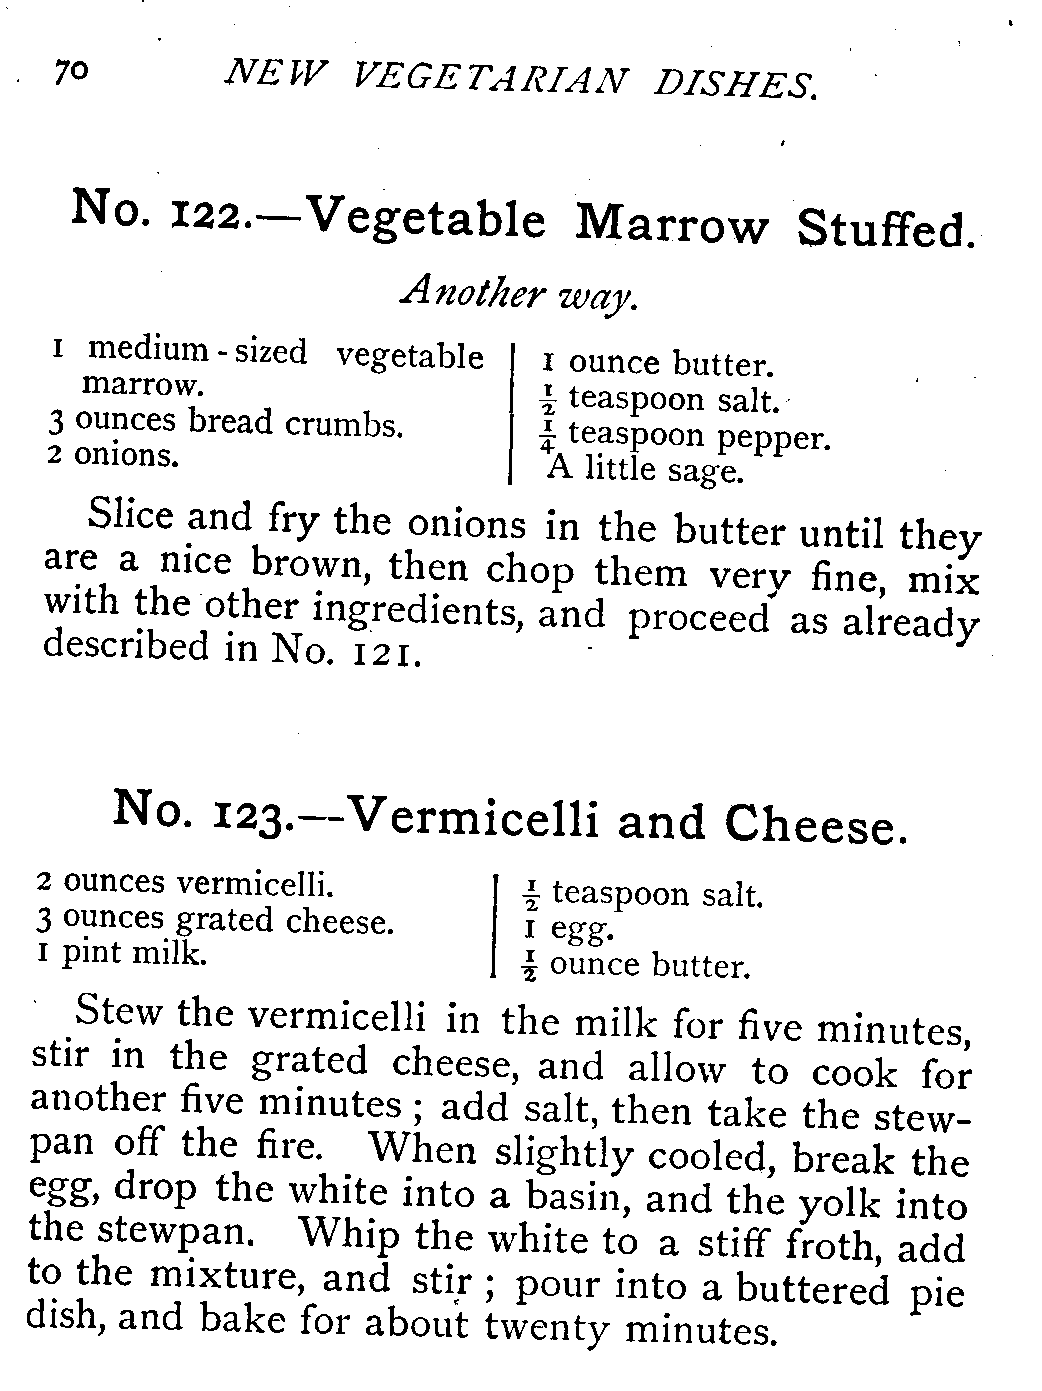 70 NEW VEGETARIAN DISHES.
No. 122.—Vegetable Marrow Stuffed.
Another way.
1 medium-sized vegetable
marrow.
3 ounces bread crumbs.
2 onions.
1 ounce butter.
½ teaspoon salt.
¼ teaspoon pepper.
A little sage.
Slice and fry the onions in the butter until they
are a nice brown, then chop them very fine, mix
with the other ingredients, and proceed as already
described in No. 121.
No. 123.—Vermicelli and Cheese.
2 ounces vermicelli.
3 ounces grated cheese.
1 pint milk.
½ teaspoon salt.
1 egg.
½ ounce butter.
Stew the vermicelli in the milk for five minutes,
stir in the grated cheese, and allow to cook for
another five minutes; add salt, then take the stew-
pan off the fire. When slightly cooled, break the
egg, drop the white into a basin, and the yolk into
the stewpan. Whip the white to a stiff froth, add
to the mixture, and stir; pour into a buttered pie
dish, and bake for about twenty minutes.